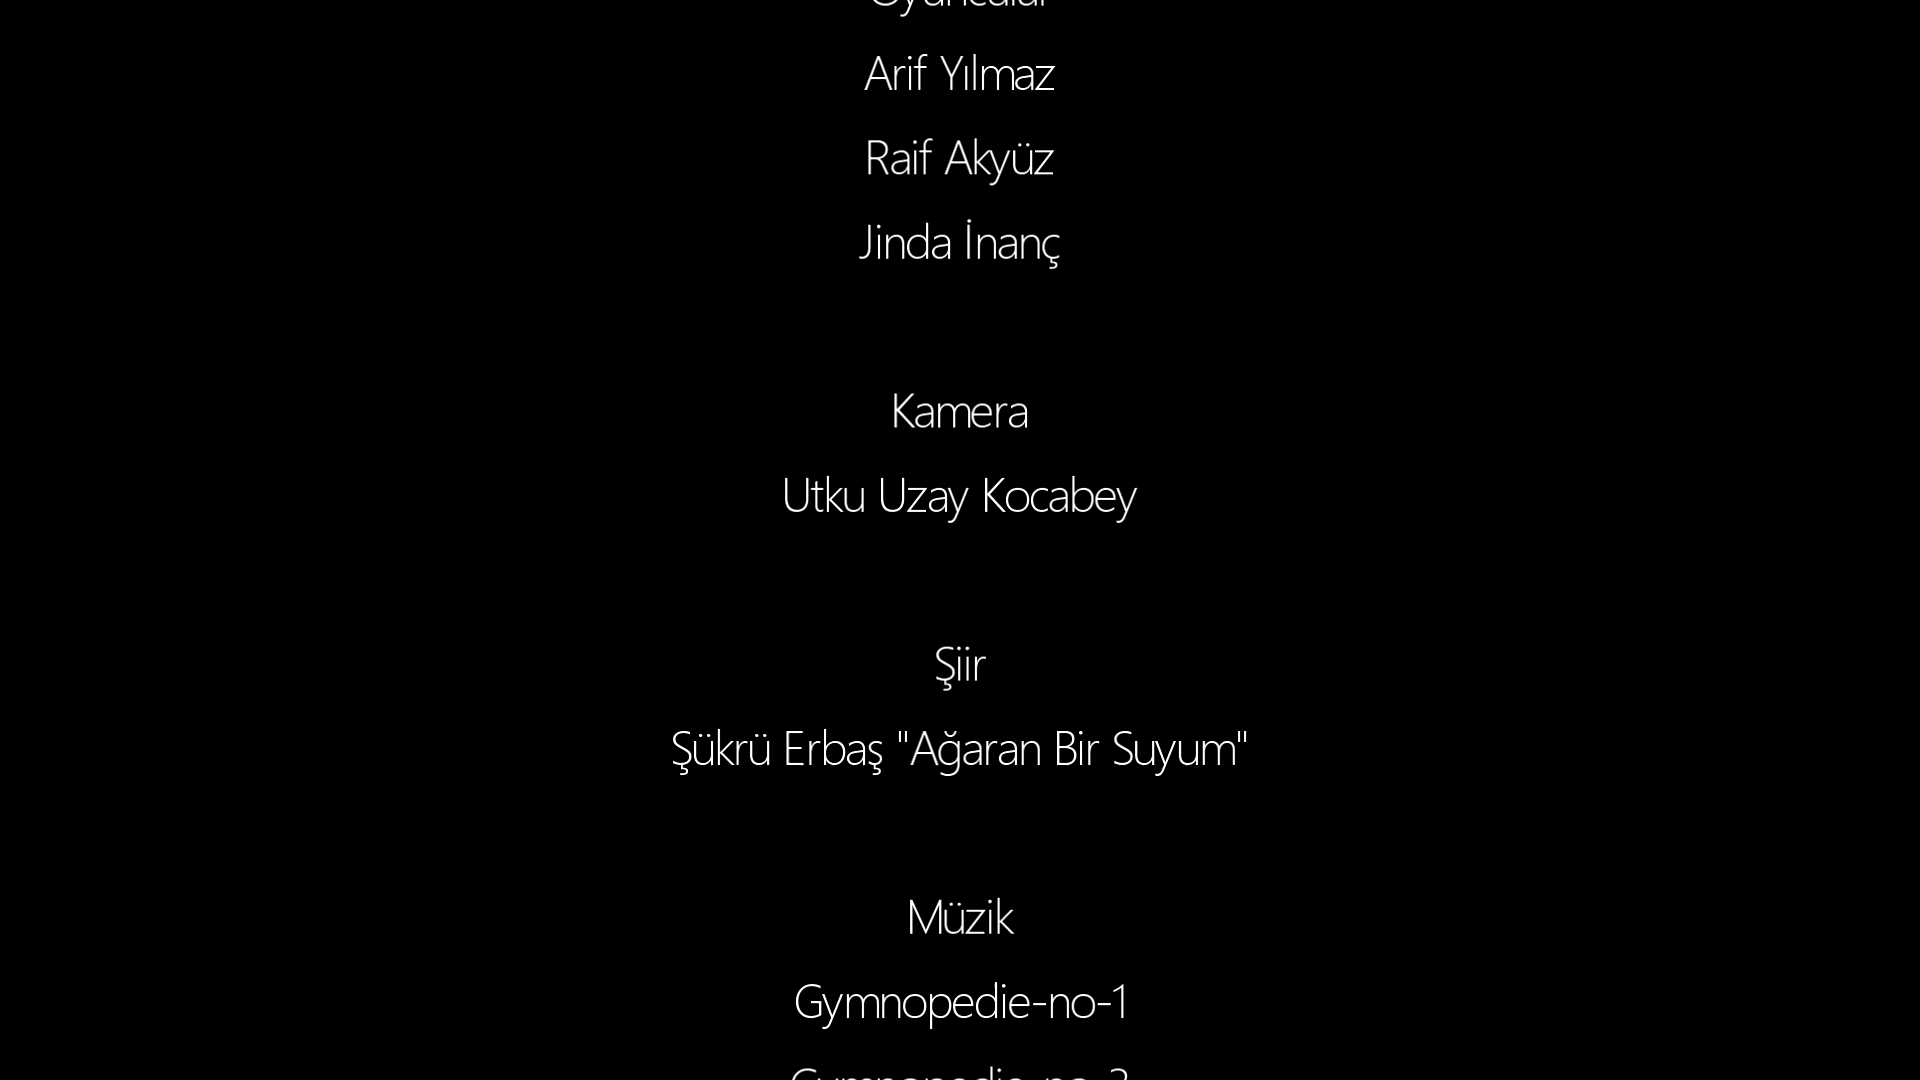 Arif Yılmaz
Raif Akyüz
Jinda İnanç
Kamera
Utku Uzay Kocabey
Şiir
Şükrü Erbaş "Ağaran Bir Suyum"
Müzik
Gymnopedie-no-1